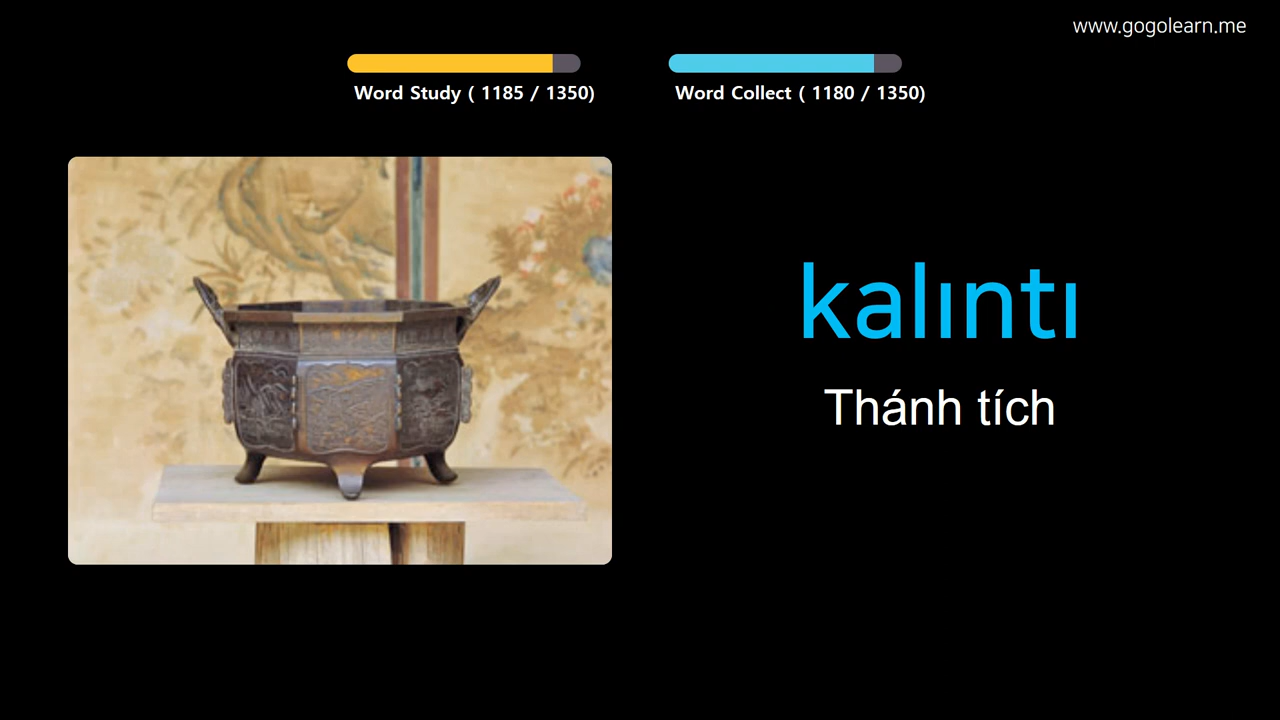 www.gogolearn.me
Word Study ( 1185 / 1350)
Word Collect ( 1180 / 1350)
kalıntı
Thánh tích